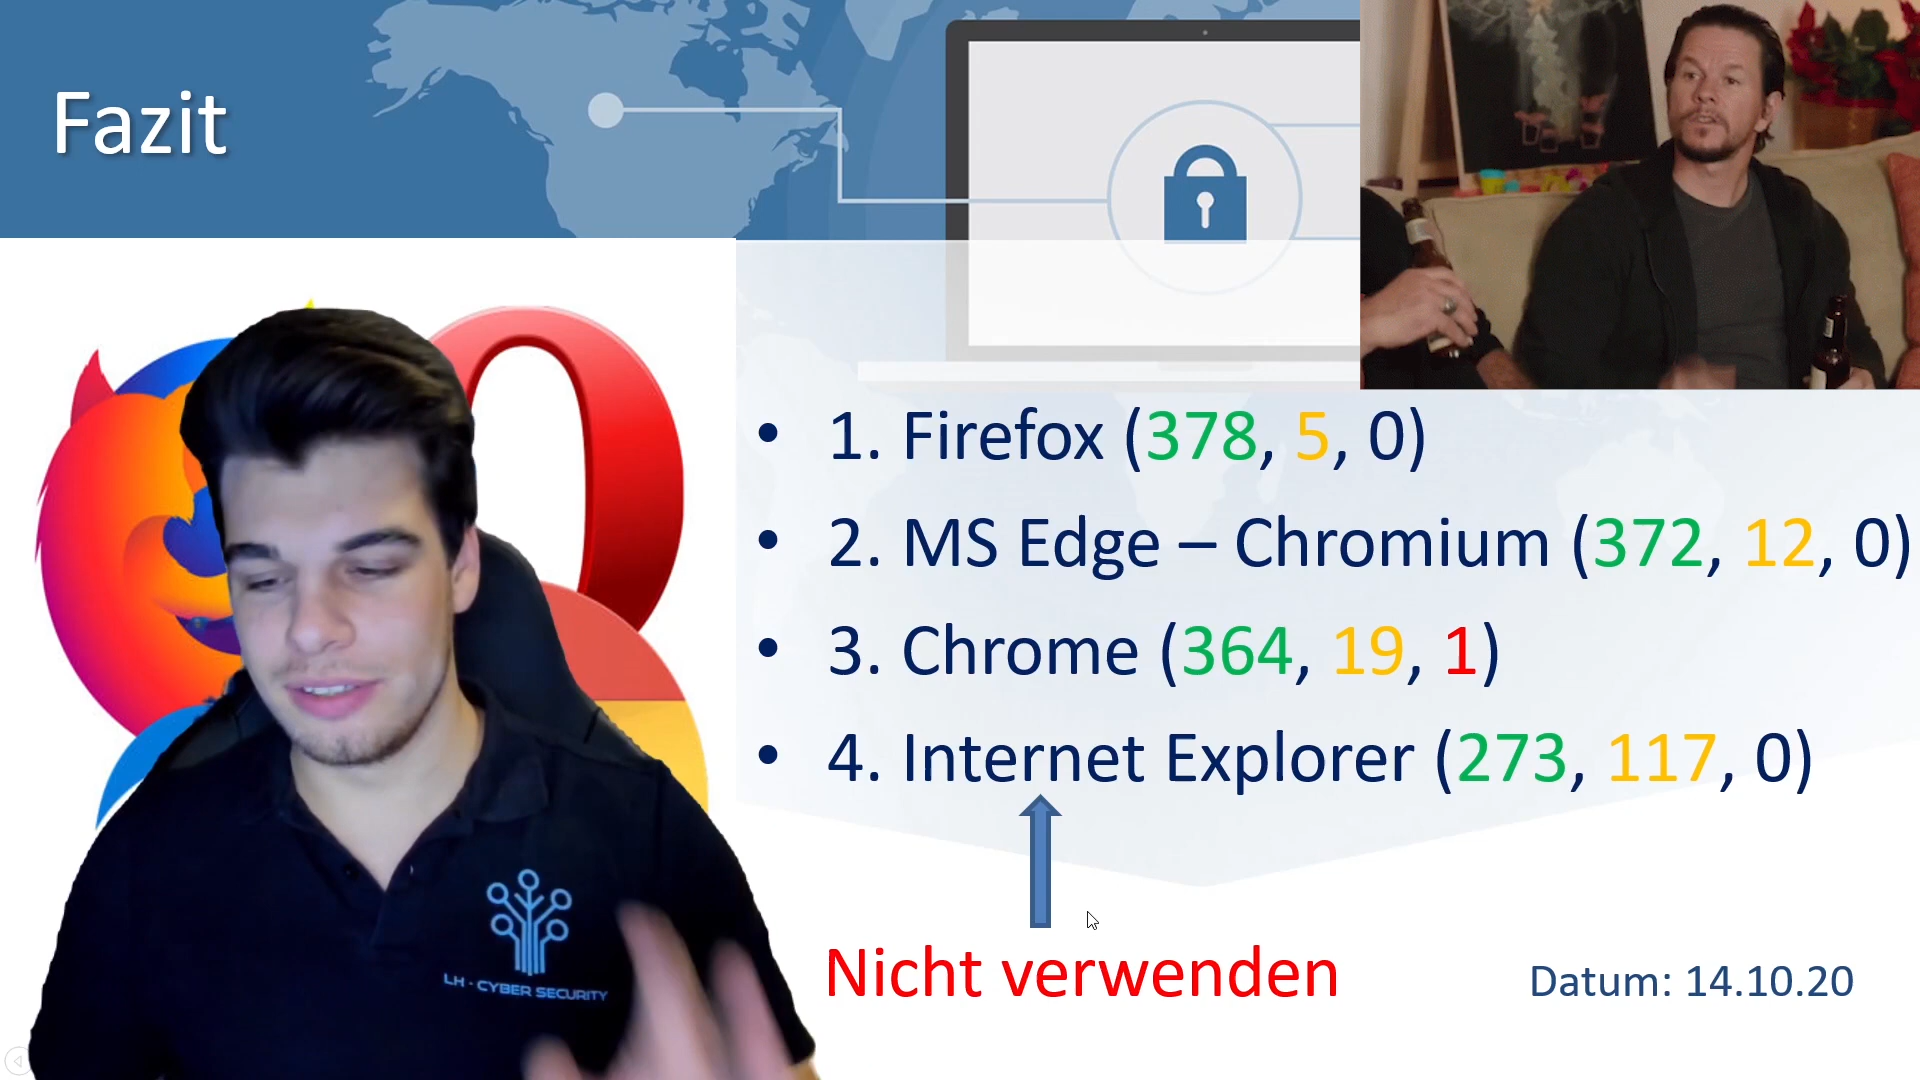 Fazit
• 1. Firefox (378, 5, 0)
• 2. MS Edge – Chromium (372, 12, 0)
• 3. Chrome (364, 19, 1)
• 4. Internet Explorer (273, 117, 0)
LH - CYBER SECURITY
Nicht verwenden
Datum: 14.10.20